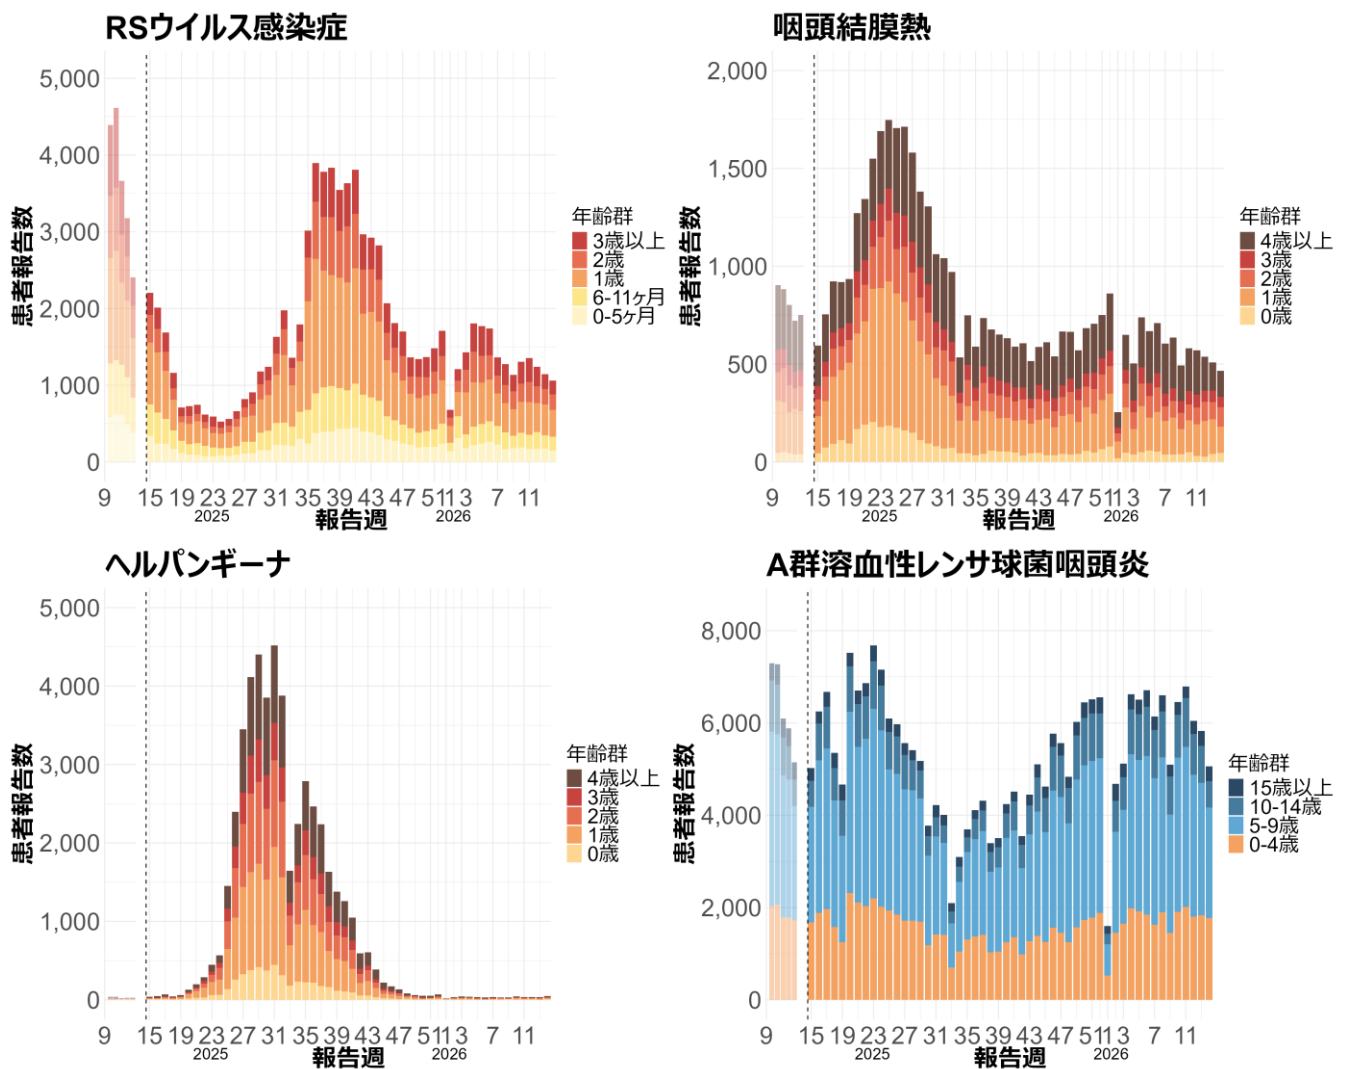 RSウイルス感染症
患者報告数
5,000
4,000
3,000
2,000
1,000
0
9 15 19 23 27 31 35 39 43 47 51 1 3 7 11
2025 報告週 2026
年齢群
3歳以上
2歳
1歳
6-11ヶ月
0-5ヶ月
咽頭結膜熱
患者報告数
2,000
1,500
1,000
500
0
9 15 19 23 27 31 35 39 43 47 51 1 3 7 11
2025 報告週 2026
年齢群
4歳以上
3歳
2歳
1歳
0歳
ヘルパンギーナ
患者報告数
5,000
4,000
3,000
2,000
1,000
0
9 15 19 23 27 31 35 39 43 47 51 1 3 7 11
2025 報告週 2026
年齢群
4歳以上
3歳
2歳
1歳
0歳
A群溶血性レンサ球菌咽頭炎
患者報告数
8,000
6,000
4,000
2,000
0
9 15 19 23 27 31 35 39 43 47 51 1 3 7 11
2025 報告週 2026
年齢群
15歳以上
10-14歳
5-9歳
0-4歳